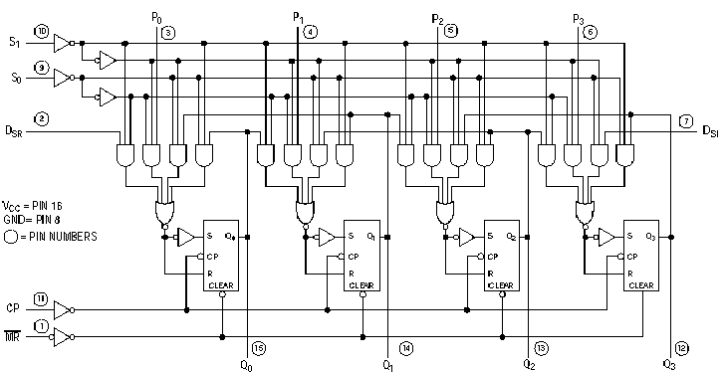 P0 P1 P2 P3
S1 10 3 4 5 6
S0 9
DSR 2 7
VCC = PIN 16
GND = PIN 8
○ = PIN NUMBERS
S Q0 S Q1 S Q2 S Q3
CP CP CP CP
R R R R
CLEAR CLEAR CLEAR CLEAR
CP
MR 1
15 14 13 12
Q0 Q1 Q2 Q3